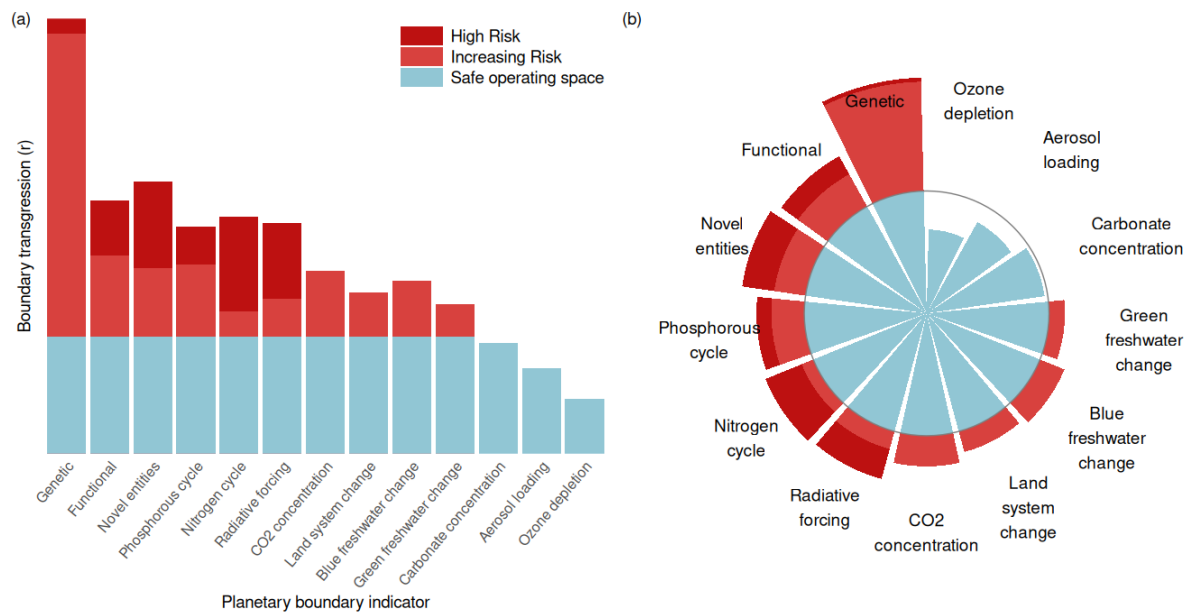 (a)
High Risk
Increasing Risk
Safe operating space
Boundary transgression (r)
Genetic
Functional
Novel entities
Phosphorous cycle
Nitrogen cycle
Radiative forcing
CO2 concentration
Land system change
Blue freshwater change
Green freshwater change
Carbonate concentration
Aerosol loading
Ozone depletion
Planetary boundary indicator
(b)
Genetic
Ozone
depletion
Aerosol
loading
Carbonate
concentration
Green
freshwater
change
Blue
freshwater
change
Land
system
change
CO2
concentration
Radiative
forcing
Nitrogen
cycle
Phosphorous
cycle
Novel
entities
Functional